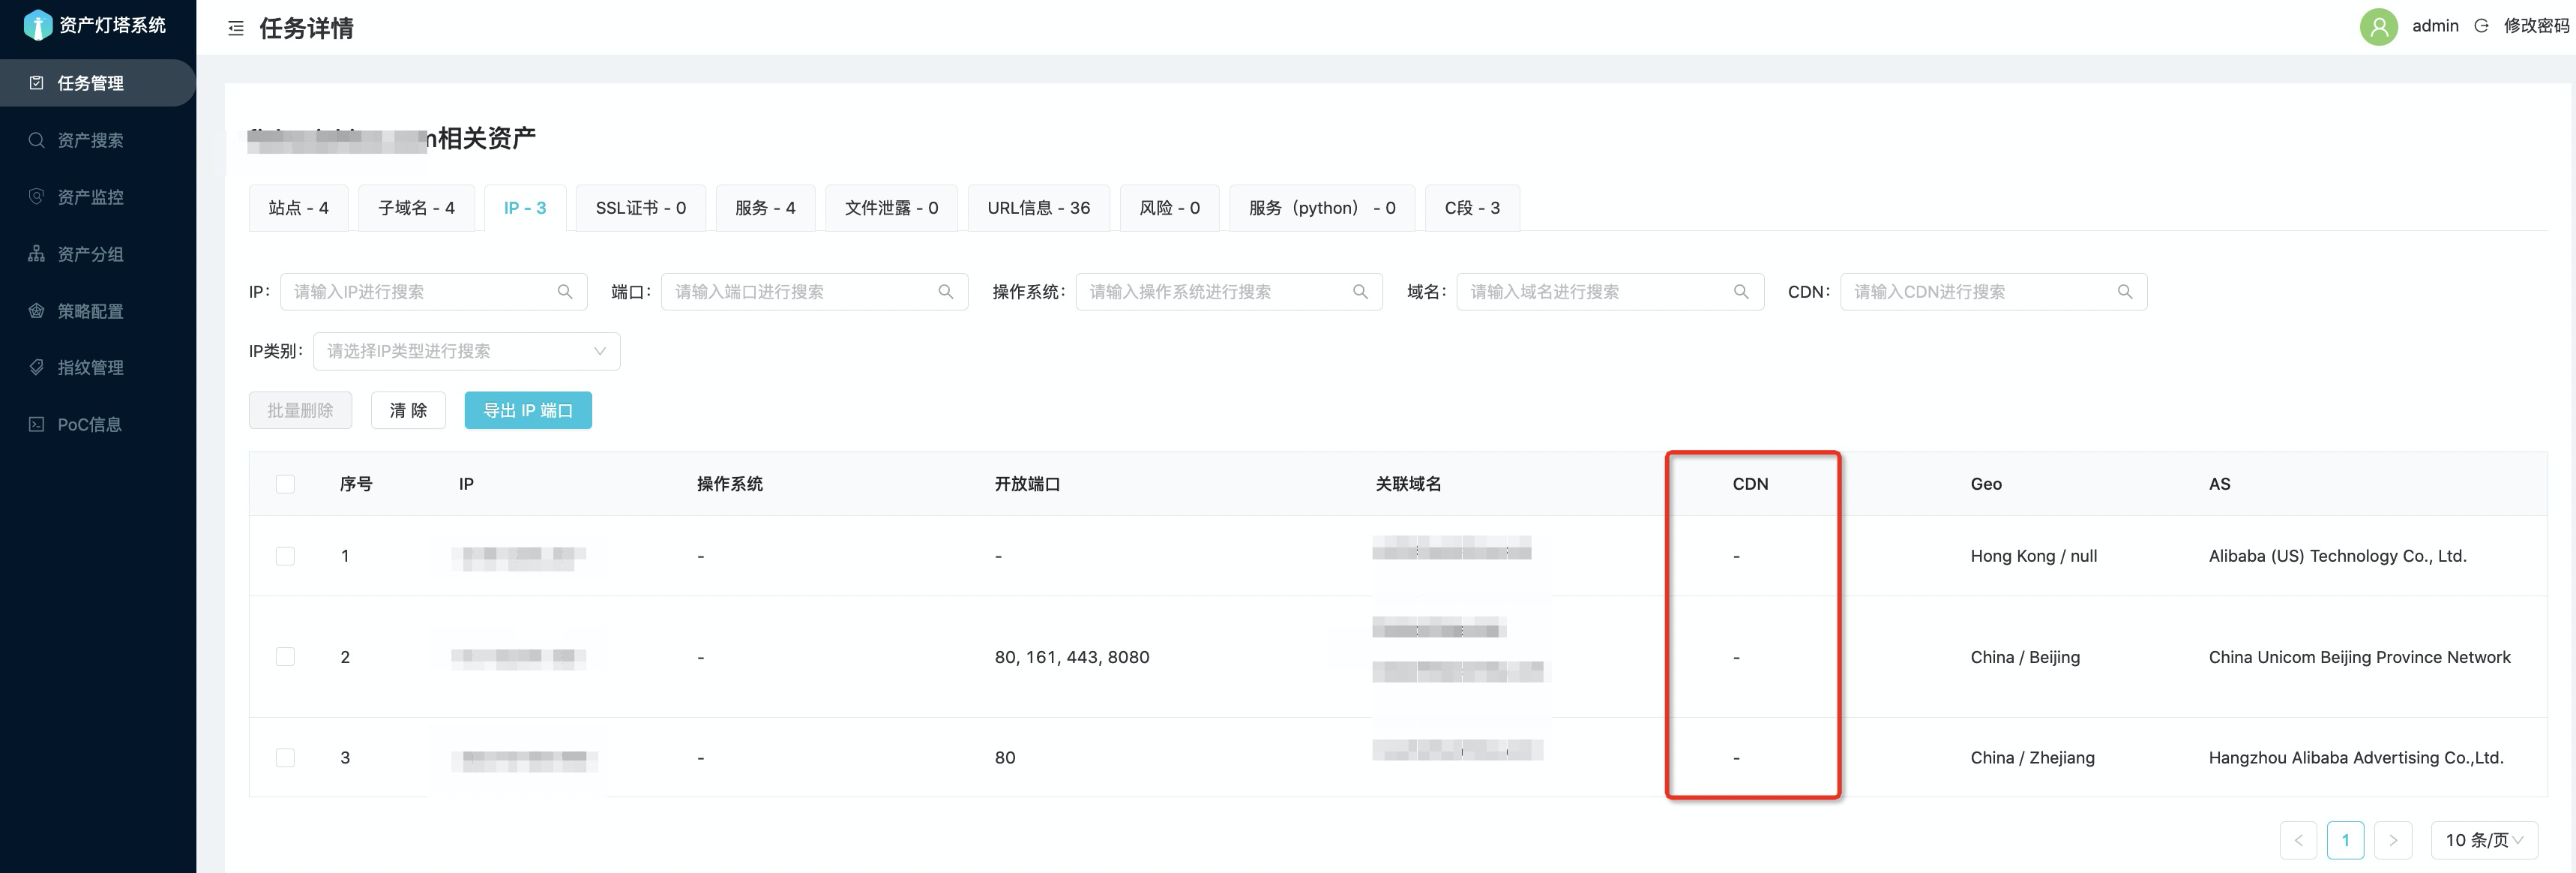 资产灯塔系统
任务详情
admin 修改密码
任务管理
资产搜索
资产监控
资产分组
策略配置
指纹管理
PoC信息
相关资产
站点 - 4 子域名 - 4 IP - 3 SSL证书 - 0 服务 - 4 文件泄露 - 0 URL信息 - 36 风险 - 0 服务（python） - 0 C段 - 3
IP: 请输入IP进行搜索 端口: 请输入端口进行搜索 操作系统: 请输入操作系统进行搜索 域名: 请输入域名进行搜索 CDN: 请输入CDN进行搜索
IP类别: 请选择IP类型进行搜索
批量删除 清 除 导出 IP 端口
序号 IP 操作系统 开放端口 关联域名 CDN Geo AS
1 - - - Hong Kong / null Alibaba (US) Technology Co., Ltd.
2 - 80, 161, 443, 8080 - China / Beijing China Unicom Beijing Province Network
3 - 80 - China / Zhejiang Hangzhou Alibaba Advertising Co.,Ltd.
< 1 > 10 条/页